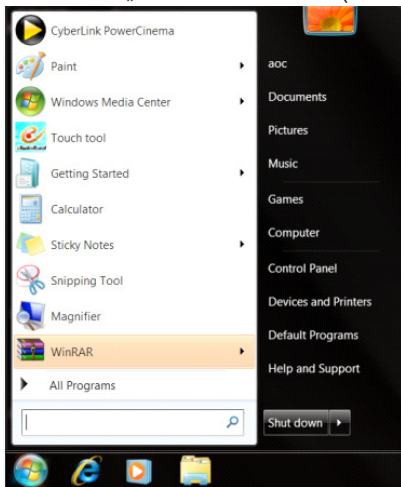 CyberLink PowerCinema
Paint
Windows Media Center
Touch tool
Getting Started
Calculator
Sticky Notes
Snipping Tool
Magnifier
WinRAR
All Programs
aoc
Documents
Pictures
Music
Games
Computer
Control Panel
Devices and Printers
Default Programs
Help and Support
Shut down